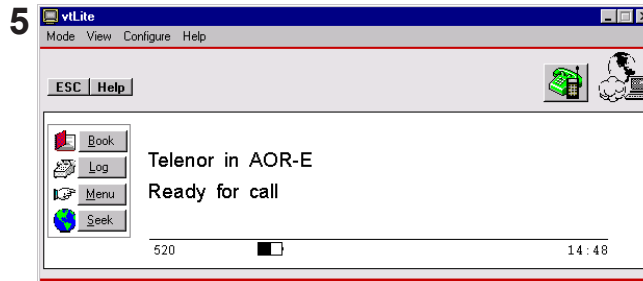 5
vtLite
Mode View Configure Help
ESC Help
Book
Log
Menu
Seek
Telenor in AOR-E
Ready for call
520 14:48